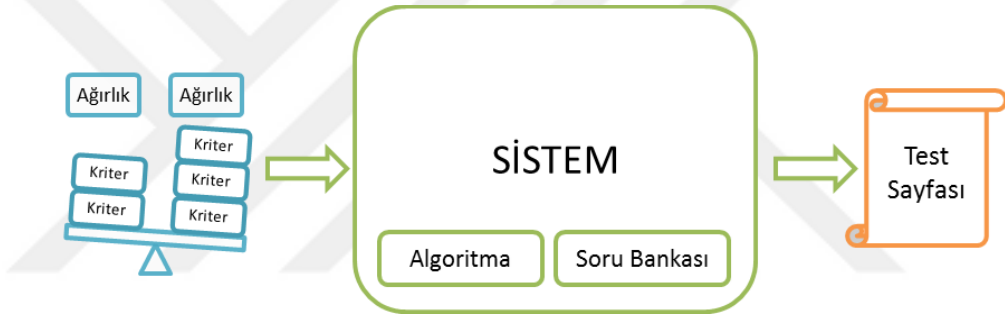 Ağırlık
Ağırlık
Kriter
Kriter
Kriter
Kriter
Kriter
SİSTEM
Algoritma
Soru Bankası
Test
Sayfası